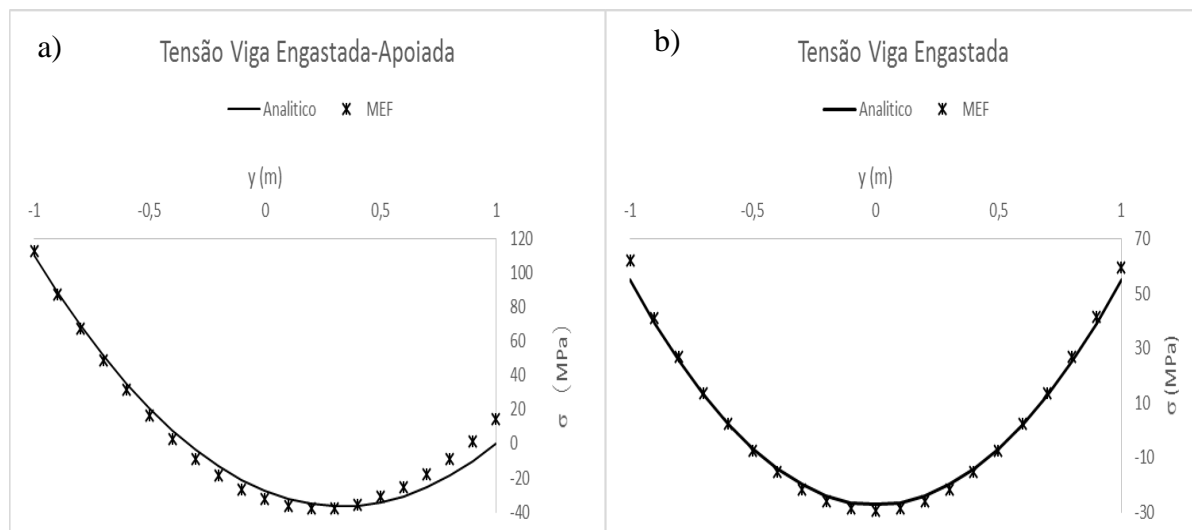 a)
Tensão Viga Engastada-Apoiada
Analitico MEF
y (m)
-1 -0,5 0 0,5 1
120
100
80
60
40
20
0
-20
-40
σ (MPa)
b)
Tensão Viga Engastada
Analitico MEF
y (m)
-1 -0,5 0 0,5 1
70
50
30
10
-10
-30
σ (MPa)